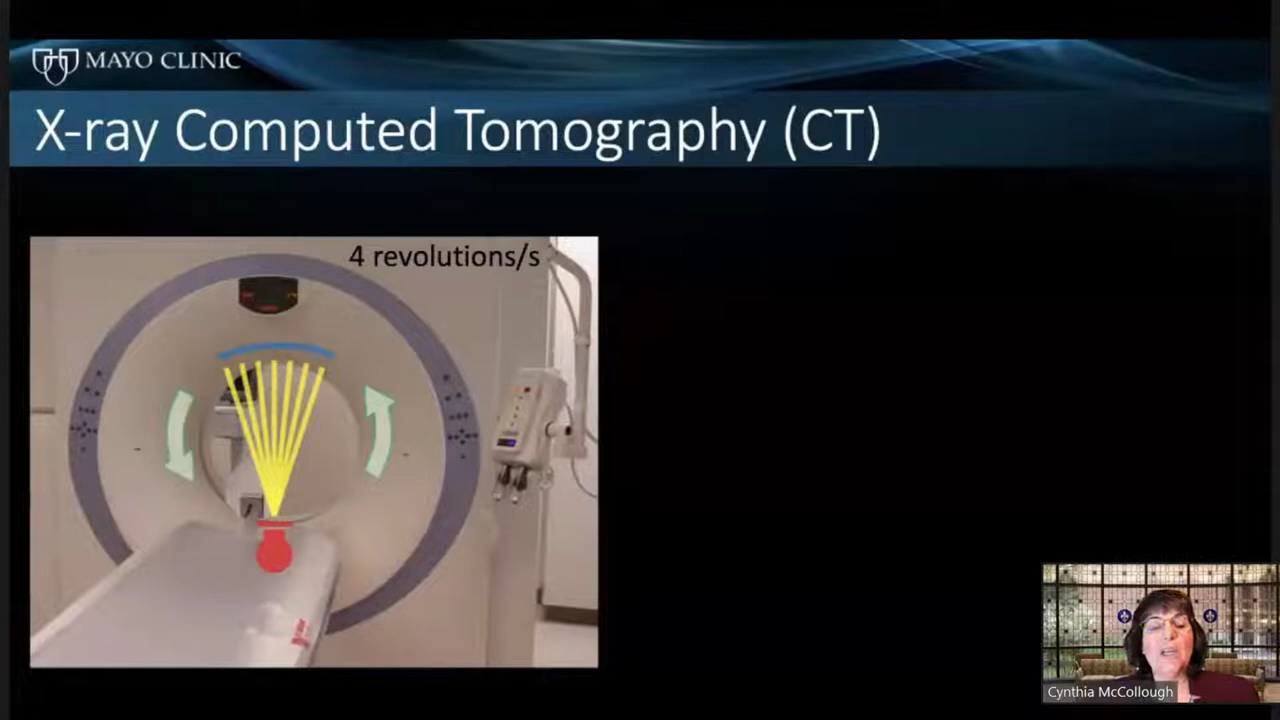 MAYO CLINIC
X-ray Computed Tomography (CT)
4 revolutions/s
Cynthia McCollough